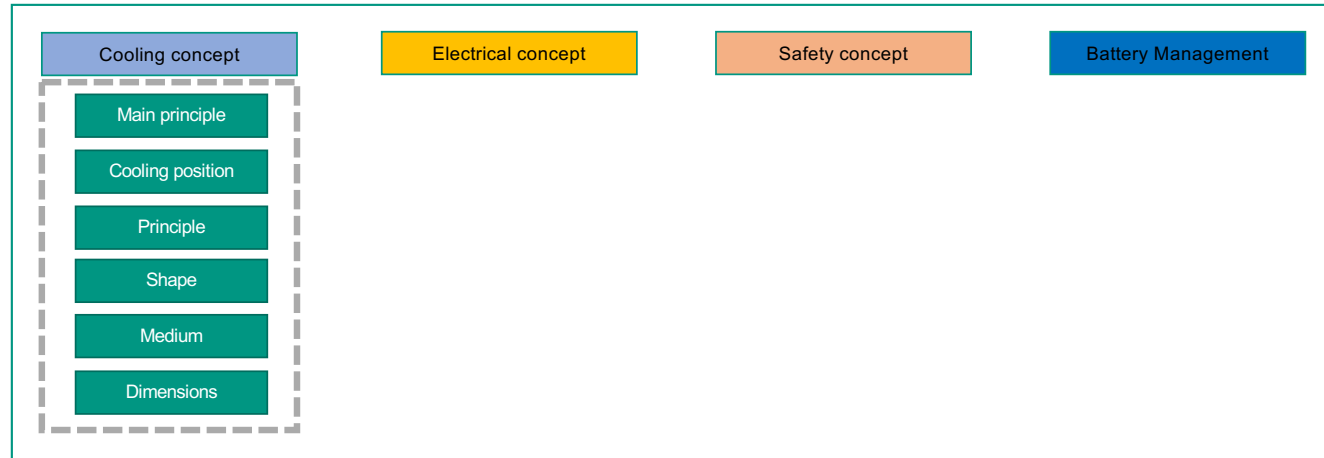 Cooling concept
Electrical concept
Safety concept
Battery Management
Main principle
Cooling position
Principle
Shape
Medium
Dimensions